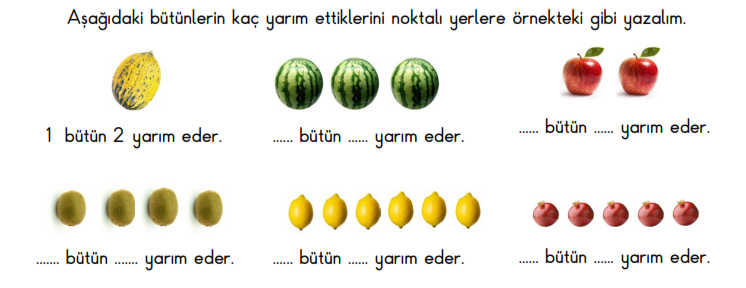 Aşağıdaki bütünlerin kaç yarım ettiklerini noktalı yerlere örnekteki gibi yazalım.
1 bütün 2 yarım eder.
...... bütün ...... yarım eder.
...... bütün ...... yarım eder.
....... bütün ....... yarım eder.
...... bütün ...... yarım eder.
...... bütün ...... yarım eder.